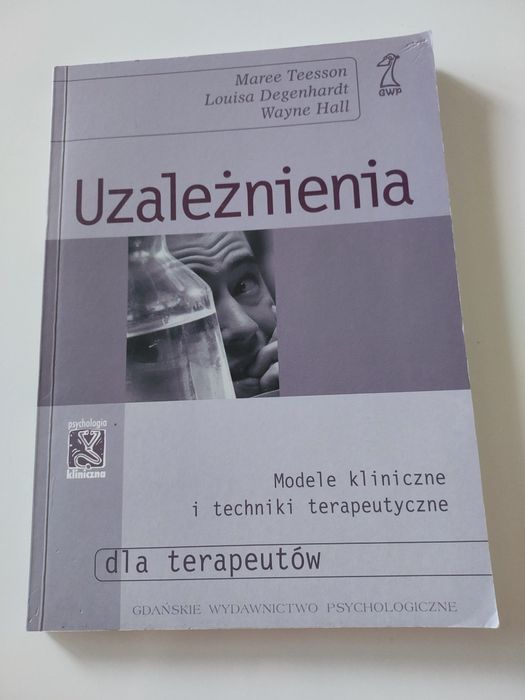 Maree Teesson
Louisa Degenhardt
Wayne Hall
GWP
Uzależnienia
psychologia
kliniczna
Modele kliniczne
i techniki terapeutyczne
dla terapeutów
GDAŃSKIE WYDAWNICTWO PSYCHOLOGICZNE